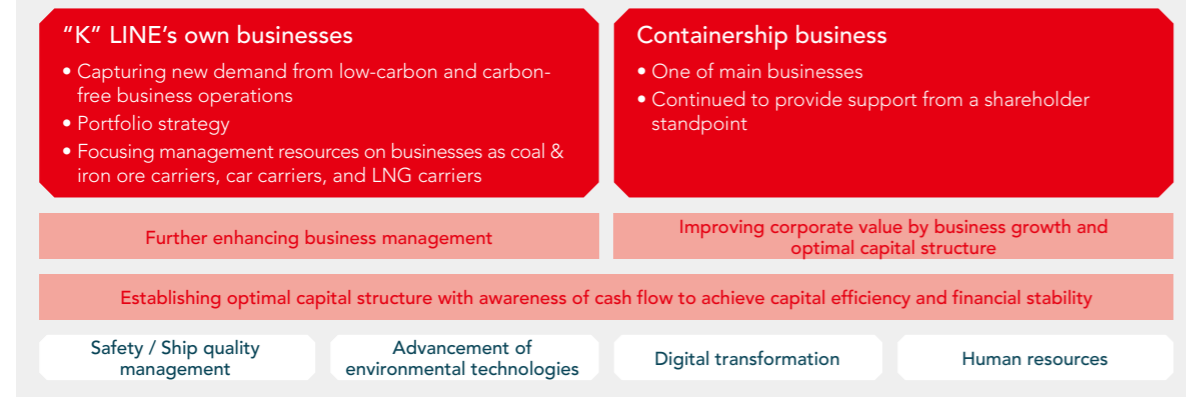 “K” LINE’s own businesses
• Capturing new demand from low-carbon and carbon-
free business operations
• Portfolio strategy
• Focusing management resources on businesses as coal &
iron ore carriers, car carriers, and LNG carriers
Containership business
• One of main businesses
• Continued to provide support from a shareholder
standpoint
Further enhancing business management
Improving corporate value by business growth and
optimal capital structure
Establishing optimal capital structure with awareness of cash flow to achieve capital efficiency and financial stability
Safety / Ship quality
management
Advancement of
environmental technologies
Digital transformation
Human resources